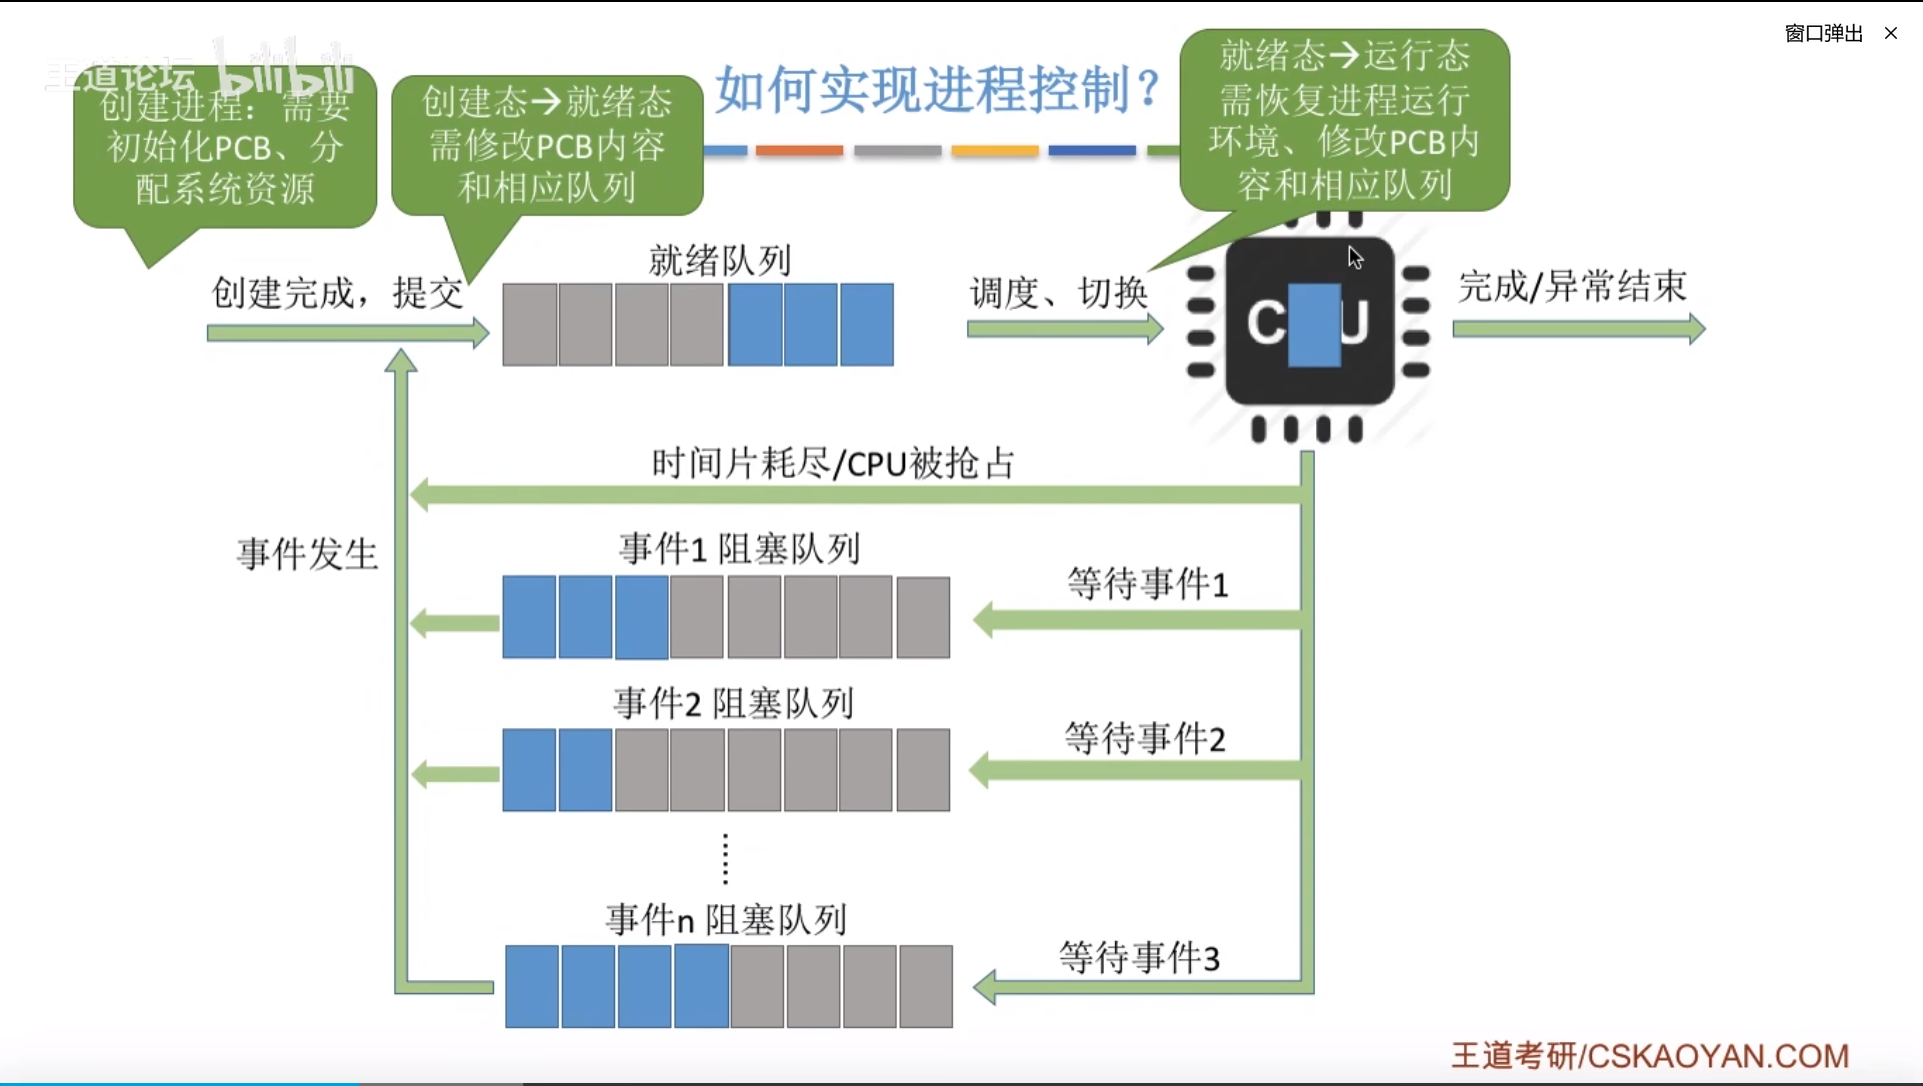 窗口弹出 ×
王道论坛 bilibili
创建进程：需要
初始化PCB、分
配系统资源
创建态→就绪态
需修改PCB内容
和相应队列
如何实现进程控制？
就绪态→运行态
需恢复进程运行
环境、修改PCB内
容和相应队列
创建完成，提交
就绪队列
调度、切换
完成/异常结束
时间片耗尽/CPU被抢占
事件发生
事件1 阻塞队列
等待事件1
事件2 阻塞队列
等待事件2
事件n 阻塞队列
等待事件3
王道考研/CSKAOYAN.COM